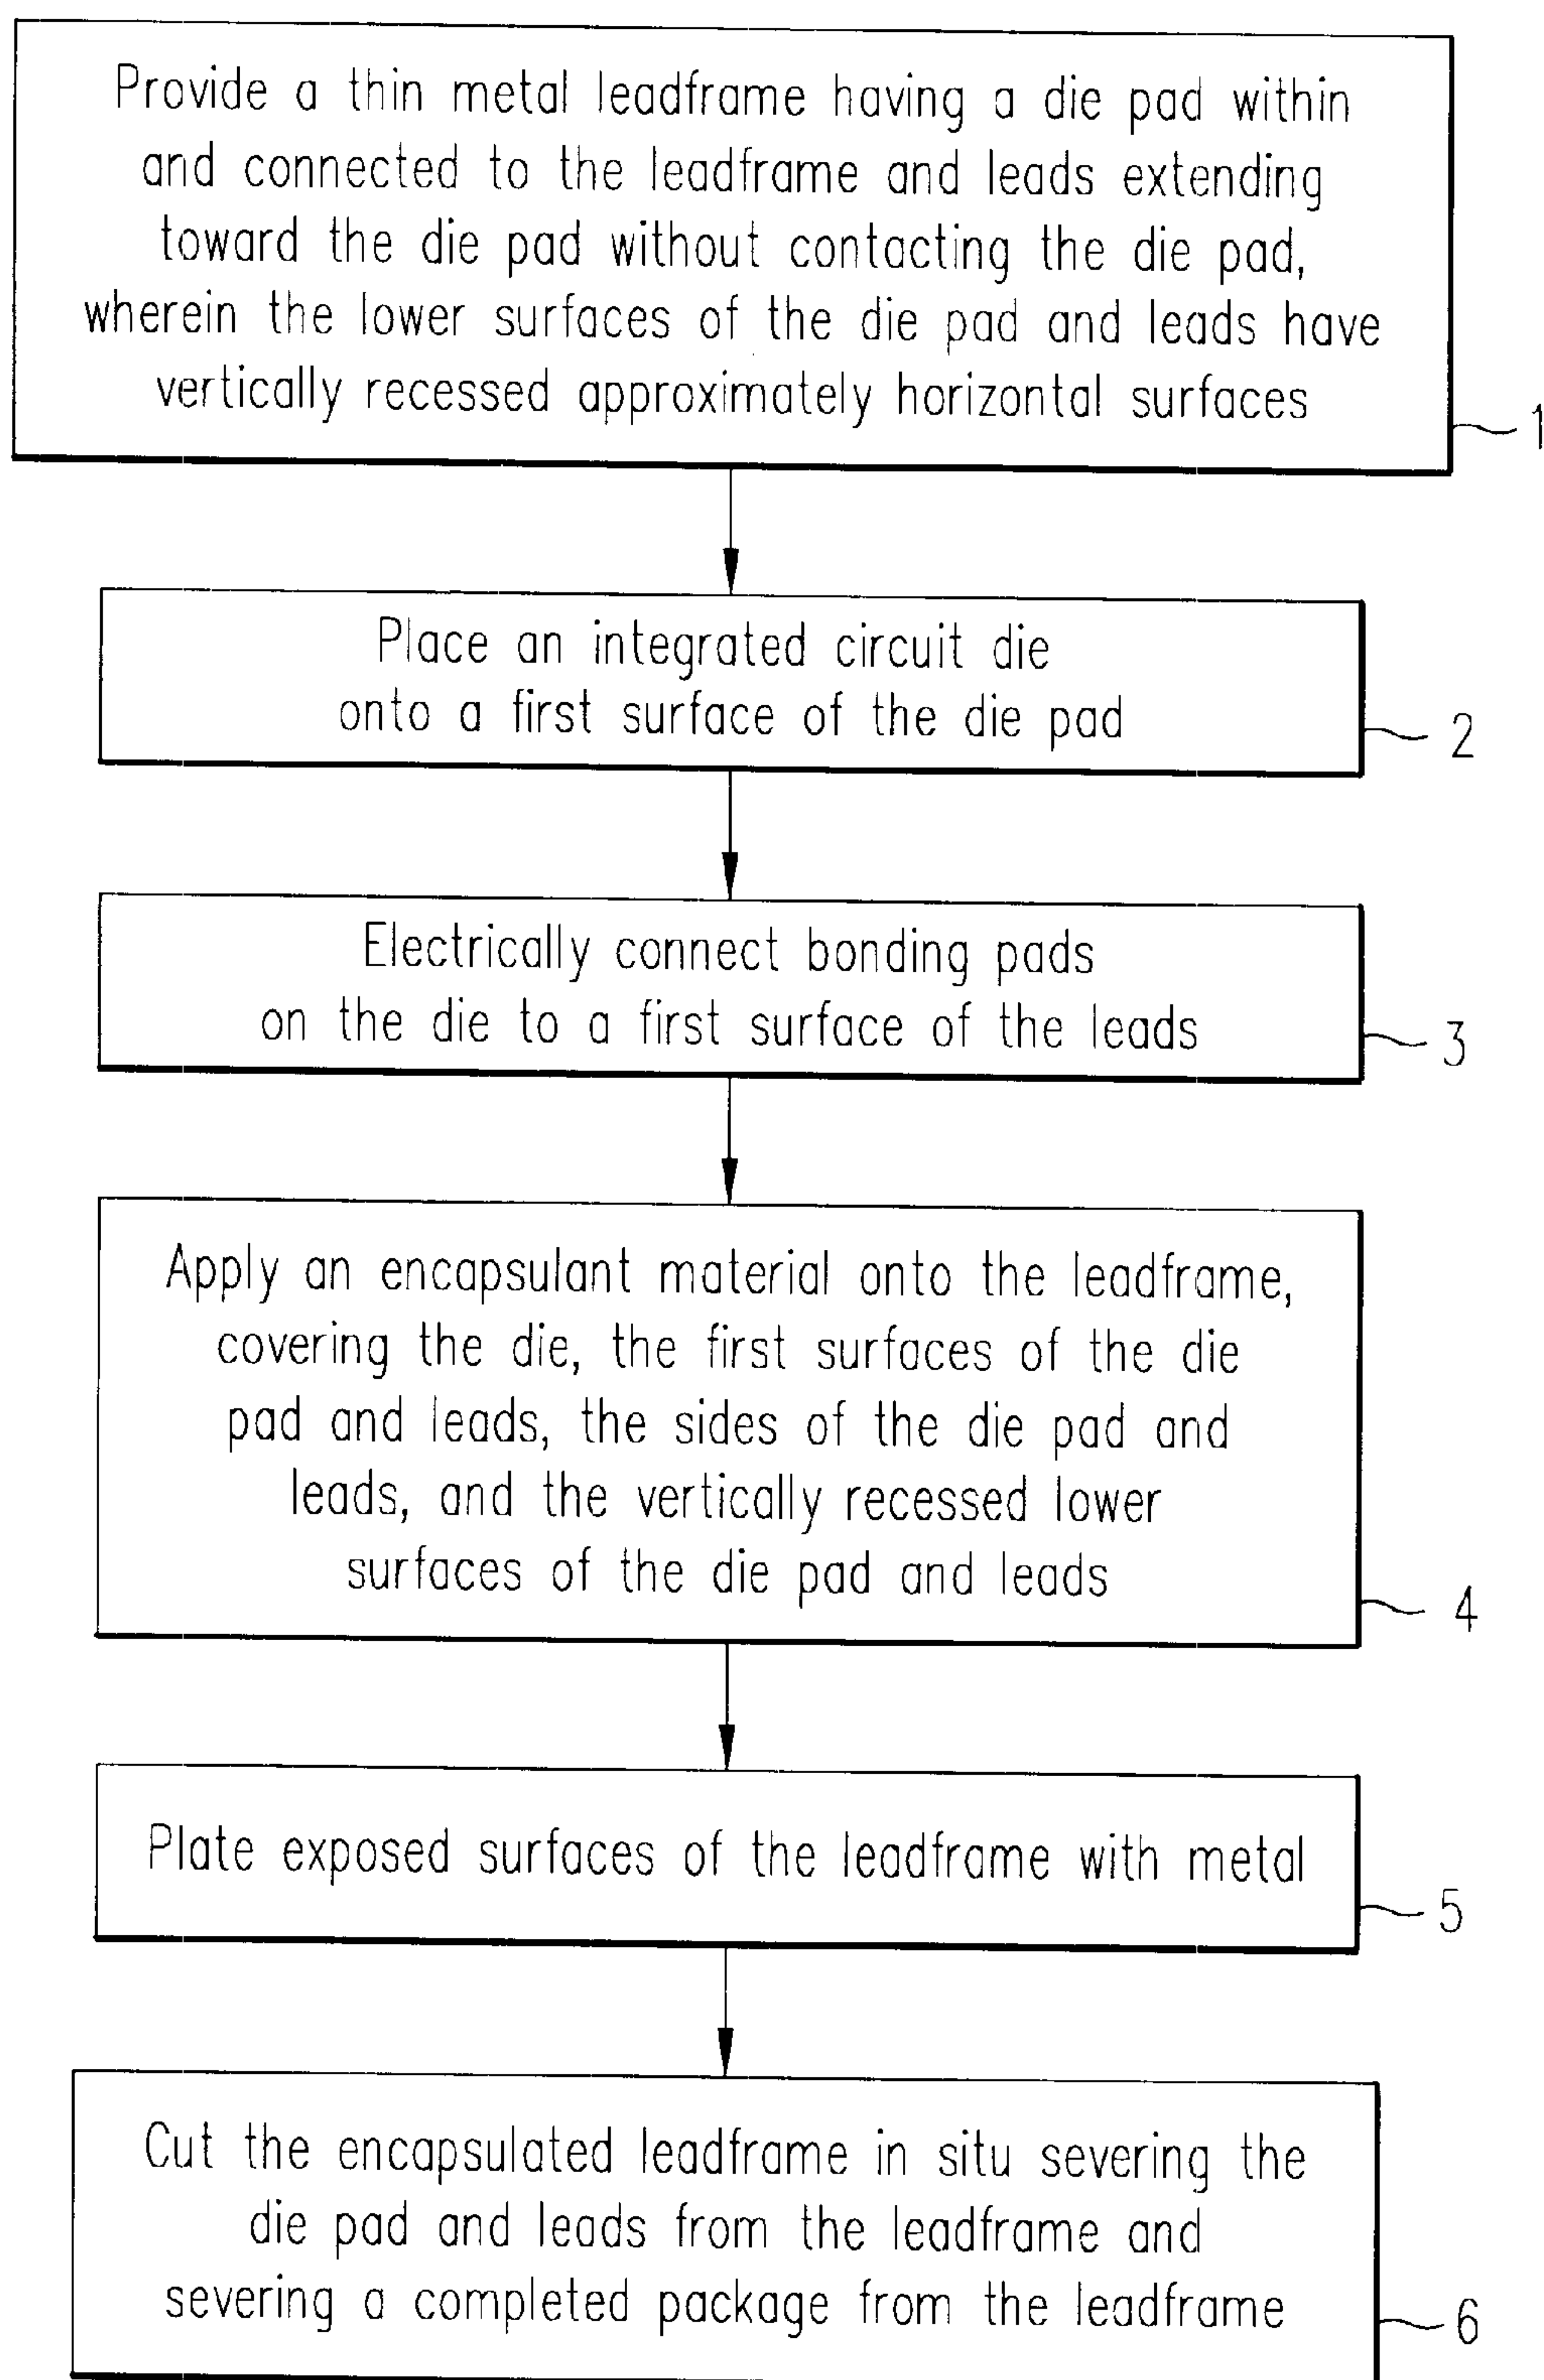 Provide a thin metal leadframe having a die pad within
and connected to the leadframe and leads extending
toward the die pad without contacting the die pad,
wherein the lower surfaces of the die pad and leads have
vertically recessed approximately horizontal surfaces
1
Place an integrated circuit die
onto a first surface of the die pad
2
Electrically connect bonding pads
on the die to a first surface of the leads
3
Apply an encapsulant material onto the leadframe,
covering the die, the first surfaces of the die
pad and leads, the sides of the die pad and
leads, and the vertically recessed lower
surfaces of the die pad and leads
4
Plate exposed surfaces of the leadframe with metal
5
Cut the encapsulated leadframe in situ severing the
die pad and leads from the leadframe and
severing a completed package from the leadframe
6